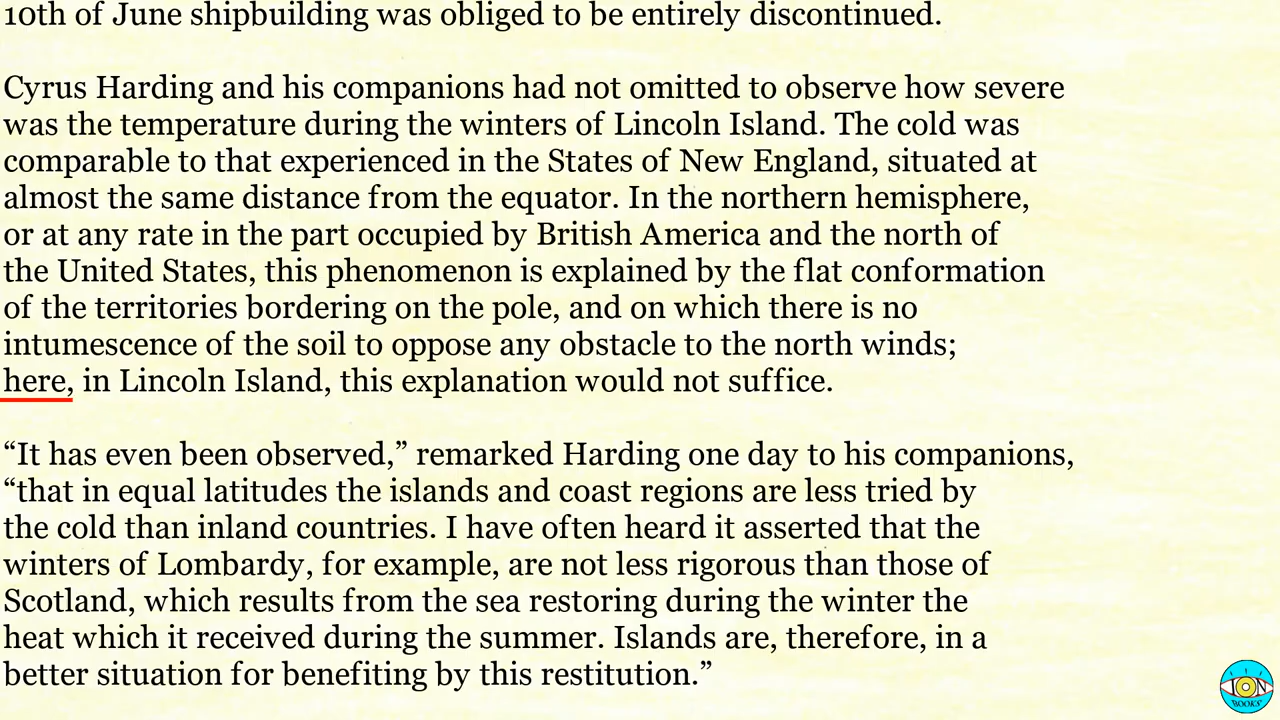 10th of June shipbuilding was obliged to be entirely discontinued.
Cyrus Harding and his companions had not omitted to observe how severe
was the temperature during the winters of Lincoln Island. The cold was
comparable to that experienced in the States of New England, situated at
almost the same distance from the equator. In the northern hemisphere,
or at any rate in the part occupied by British America and the north of
the United States, this phenomenon is explained by the flat conformation
of the territories bordering on the pole, and on which there is no
intumescence of the soil to oppose any obstacle to the north winds;
here, in Lincoln Island, this explanation would not suffice.
“It has even been observed,” remarked Harding one day to his companions,
“that in equal latitudes the islands and coast regions are less tried by
the cold than inland countries. I have often heard it asserted that the
winters of Lombardy, for example, are not less rigorous than those of
Scotland, which results from the sea restoring during the winter the
heat which it received during the summer. Islands are, therefore, in a
better situation for benefiting by this restitution.”
ION
BOOKS